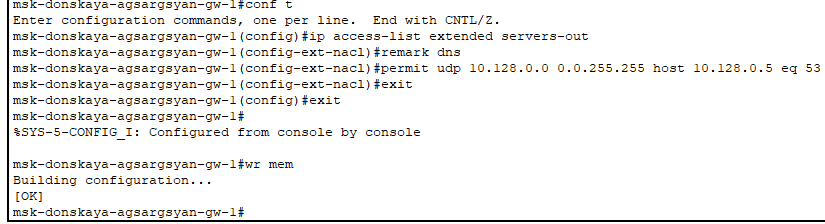 msk-donskaya-agsargsyan-gw-1#conf t
Enter configuration commands, one per line.  End with CNTL/Z.
msk-donskaya-agsargsyan-gw-1(config)#ip access-list extended servers-out
msk-donskaya-agsargsyan-gw-1(config-ext-nacl)#remark dns
msk-donskaya-agsargsyan-gw-1(config-ext-nacl)#permit udp 10.128.0.0 0.0.255.255 host 10.128.0.5 eq 53
msk-donskaya-agsargsyan-gw-1(config-ext-nacl)#exit
msk-donskaya-agsargsyan-gw-1(config)#exit
msk-donskaya-agsargsyan-gw-1#
%SYS-5-CONFIG_I: Configured from console by console
msk-donskaya-agsargsyan-gw-1#wr mem
Building configuration...
[OK]
msk-donskaya-agsargsyan-gw-1#